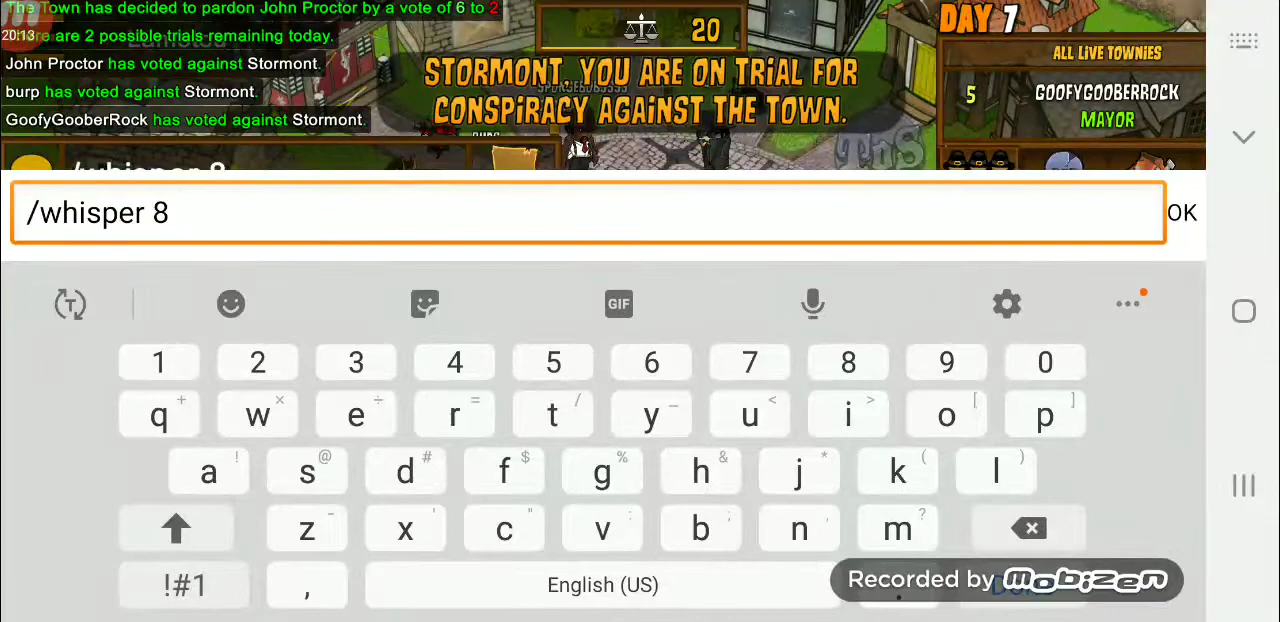 The Town has decided to pardon John Proctor by a vote of 6 to 2
20:13
are 2 possible trials remaining today.
John Proctor has voted against Stormont.
burp has voted against Stormont.
GoofyGooberRock has voted against Stormont.
20
STORMONT, YOU ARE ON TRIAL FOR
CONSPIRACY AGAINST THE TOWN.
DAY 7
ALL LIVE TOWNIES
5 GOOFYGOOBERROCK
MAYOR
ToS
/whisper 8
/whisper 8
OK
GIF
1 2 3 4 5 6 7 8 9 0
q w e r t y u i o p
a s d f g h j k l
z x c v b n m
!#1 , English (US) .
Recorded by mobizen